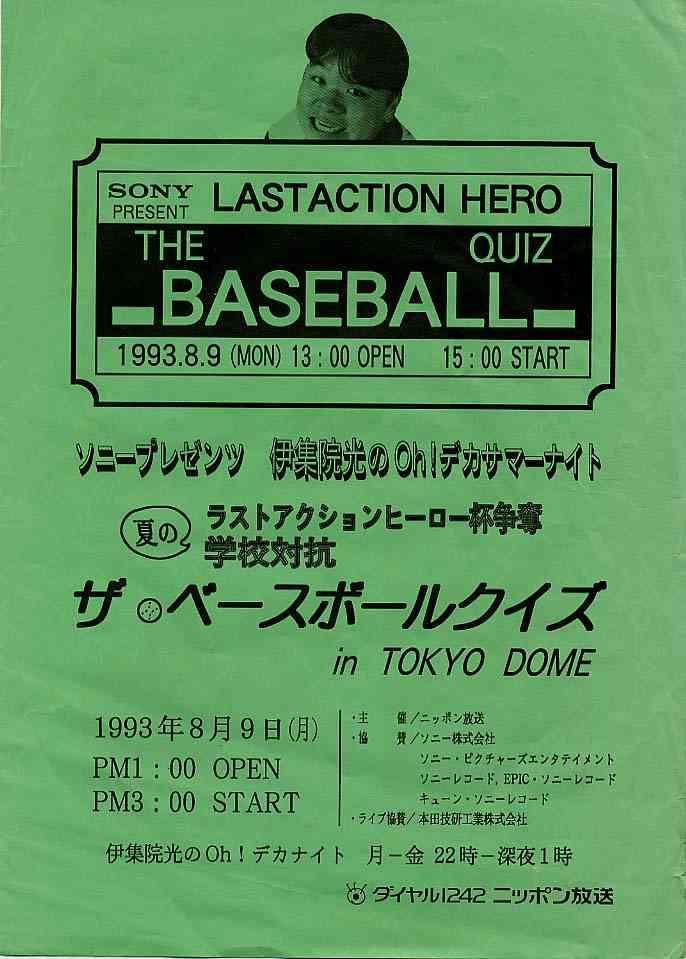 SONY PRESENT LASTACTION HERO
THE QUIZ
BASEBALL
1993.8.9 (MON) 13:00 OPEN 15:00 START
ソニープレゼンツ 伊集院光のOh!デカサマーナイト
夏の ラストアクションヒーロー杯争奪
学校対抗
ザ・ベースボールクイズ
in TOKYO DOME
1993年8月9日(月)
PM1:00 OPEN
PM3:00 START
・主 催/ニッポン放送
・協 賛/ソニー株式会社
ソニー・ピクチャーズエンタテイメント
ソニーレコード, EPIC・ソニーレコード
キューン・ソニーレコード
・ライブ協賛/本田技研工業株式会社
伊集院光のOh!デカナイト 月－金 22時－深夜1時
ダイヤル1242 ニッポン放送